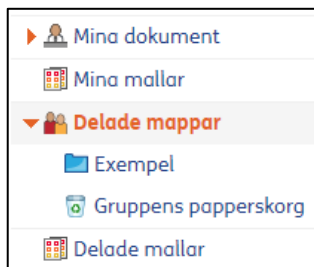 Mina dokument
Mina mallar
Delade mappar
Exempel
Gruppens papperskorg
Delade mallar